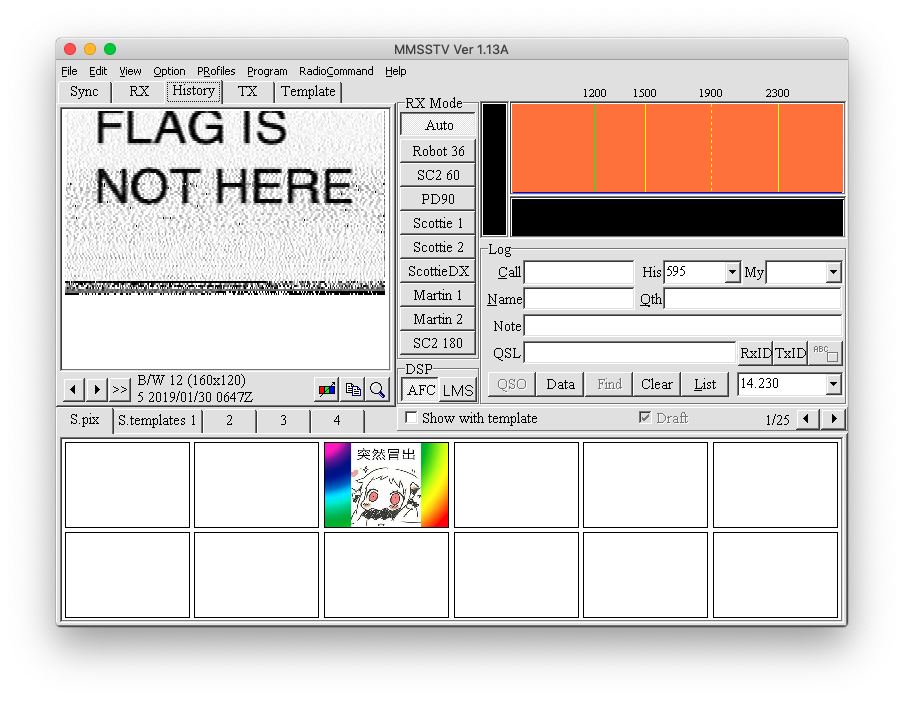 MMSSTV Ver 1.13A
File Edit View Option PRofiles Program RadioCommand Help
Sync RX History TX Template
1200 1500 1900 2300
FLAG IS
NOT HERE
RX Mode
Auto
Robot 36
SC2 60
PD90
Scottie 1
Scottie 2
ScottieDX
Martin 1
Martin 2
SC2 180
DSP
AFC LMS
Log
Call His 595 My
Name Qth
Note
QSL RxID TxID ABC
QSO Data Find Clear List 14.230
>> B/W 12 (160x120)
5 2019/01/30 0647Z
Show with template Draft 1/25
S.pix S.templates 1 2 3 4
突然冒出